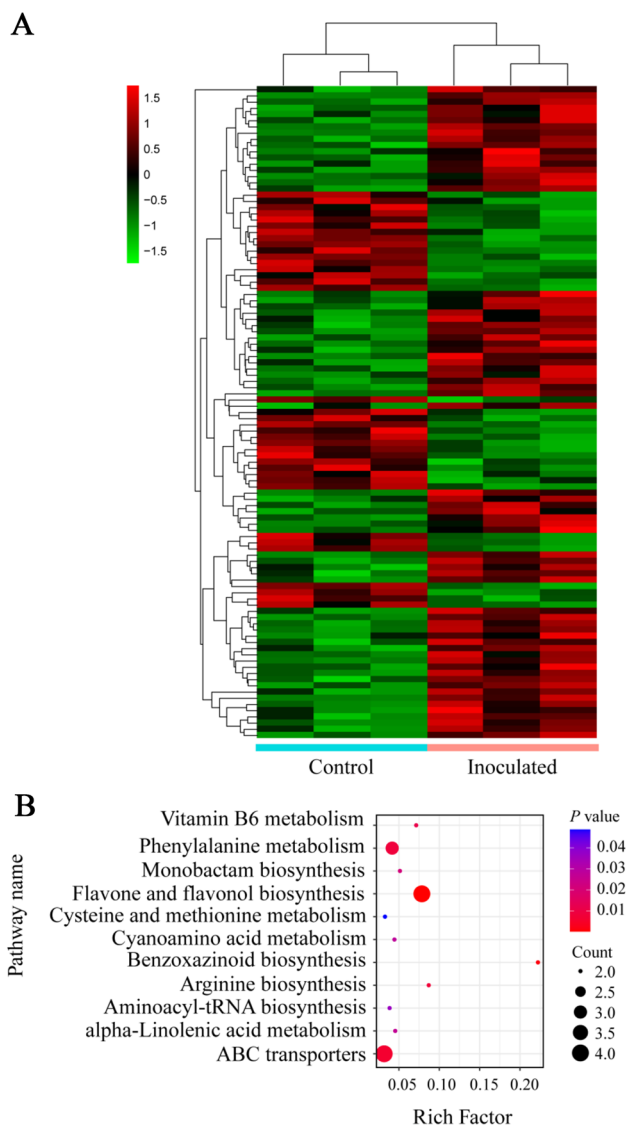 A
1.5
1
0.5
0
−0.5
−1
−1.5
Control
Inoculated
B
Pathway name
Vitamin B6 metabolism
Phenylalanine metabolism
Monobactam biosynthesis
Flavone and flavonol biosynthesis
Cysteine and methionine metabolism
Cyanoamino acid metabolism
Benzoxazinoid biosynthesis
Arginine biosynthesis
Aminoacyl-tRNA biosynthesis
alpha-Linolenic acid metabolism
ABC transporters
0.05 0.10 0.15 0.20
Rich Factor
P value
0.04
0.03
0.02
0.01
Count
2.0
2.5
3.0
3.5
4.0